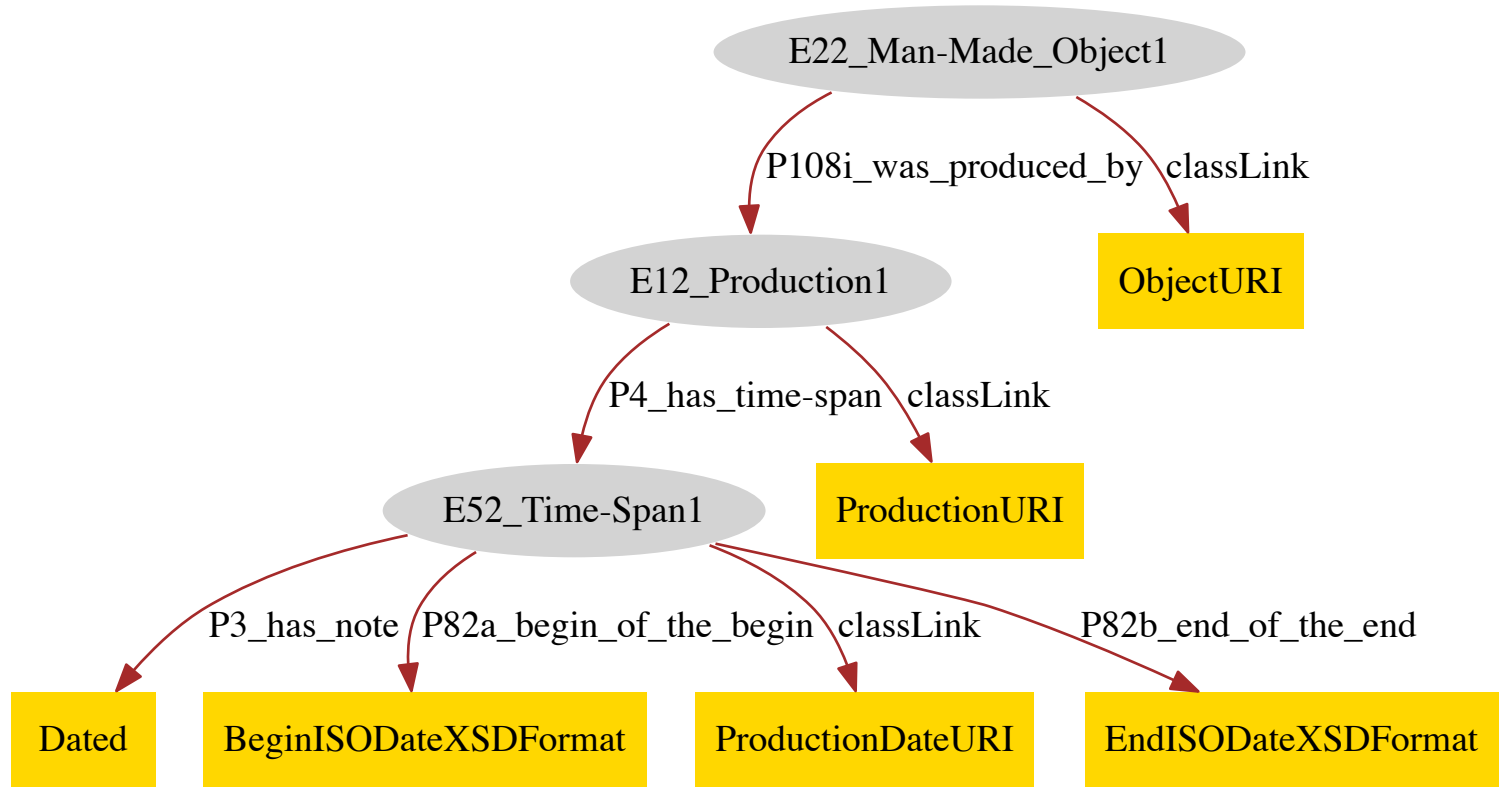 E22_Man-Made_Object1
P108i_was_produced_by
classLink
E12_Production1
ObjectURI
P4_has_time-span
classLink
E52_Time-Span1
ProductionURI
P3_has_note
P82a_begin_of_the_begin
classLink
P82b_end_of_the_end
Dated
BeginISODateXSDFormat
ProductionDateURI
EndISODateXSDFormat